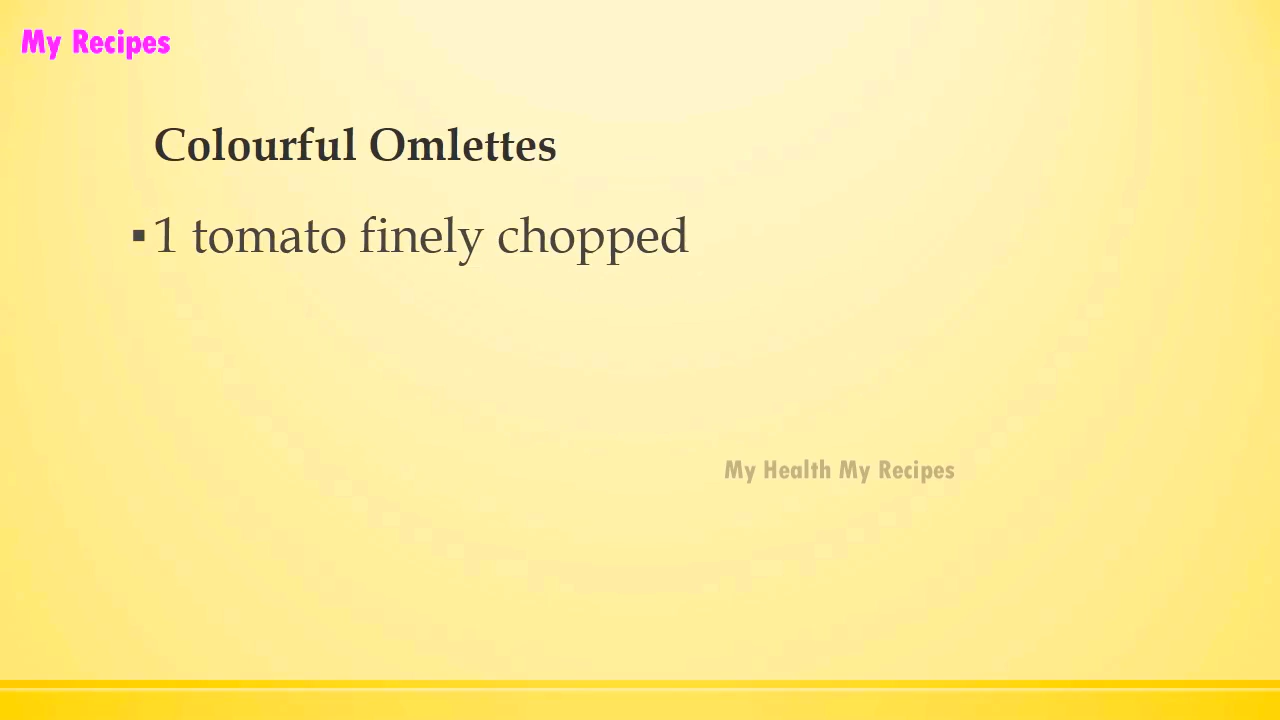 My Recipes
Colourful Omlettes
▪1 tomato finely chopped
My Health My Recipes